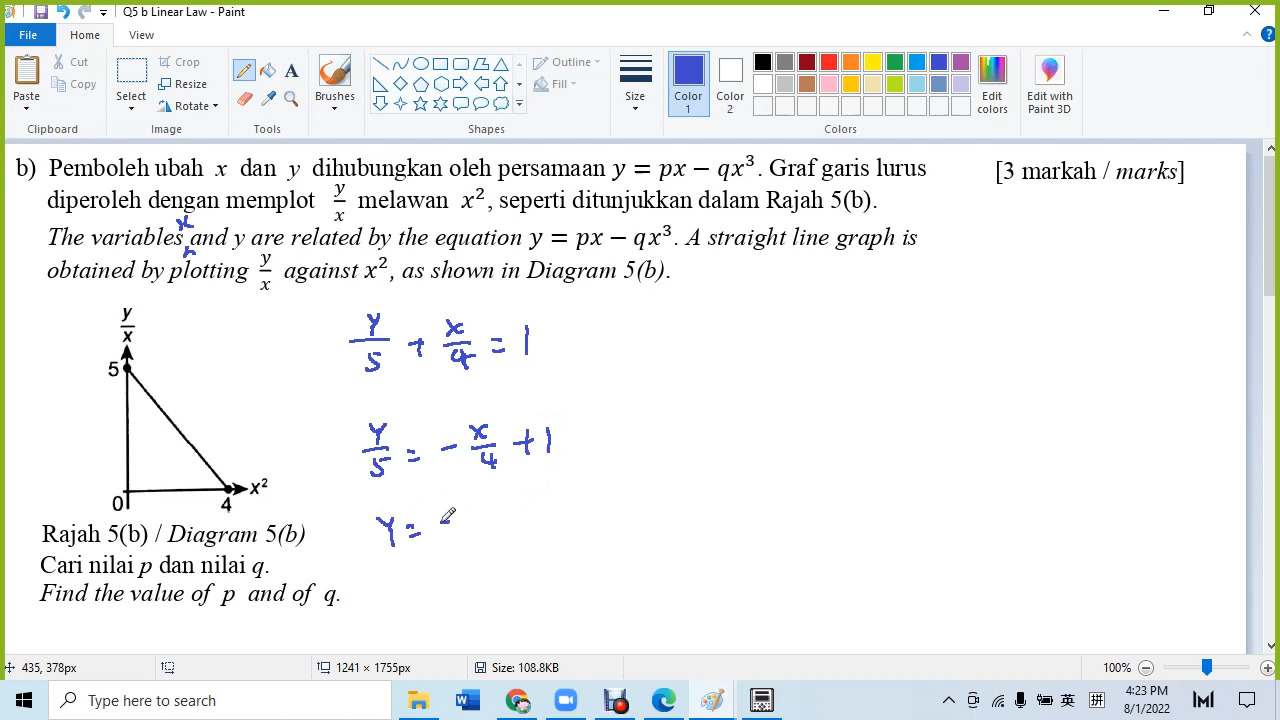 Q5 b Linear Law - Paint
File Home View
Paste Cut Copy Clipboard
Select Crop Resize Rotate Image
Tools
Brushes
Shapes Outline Fill
Size
Color 1 Color 2 Edit colors Colors
Edit with Paint 3D
b) Pemboleh ubah x dan y dihubungkan oleh persamaan y = px − qx³. Graf garis lurus [3 markah / marks]
diperoleh dengan memplot y/x melawan x², seperti ditunjukkan dalam Rajah 5(b).
x
The variables and y are related by the equation y = px − qx³. A straight line graph is
obtained by plotting y/x against x², as shown in Diagram 5(b).
y/x
5
0 4 x²
Y/5 + x/4 = 1
Y/5 = - x/4 + 1
Y =
Rajah 5(b) / Diagram 5(b)
Cari nilai p dan nilai q.
Find the value of p and of q.
435, 378px 1241 × 1755px Size: 108.8KB 100%
Type here to search
英 拼 4:23 PM
8/1/2022